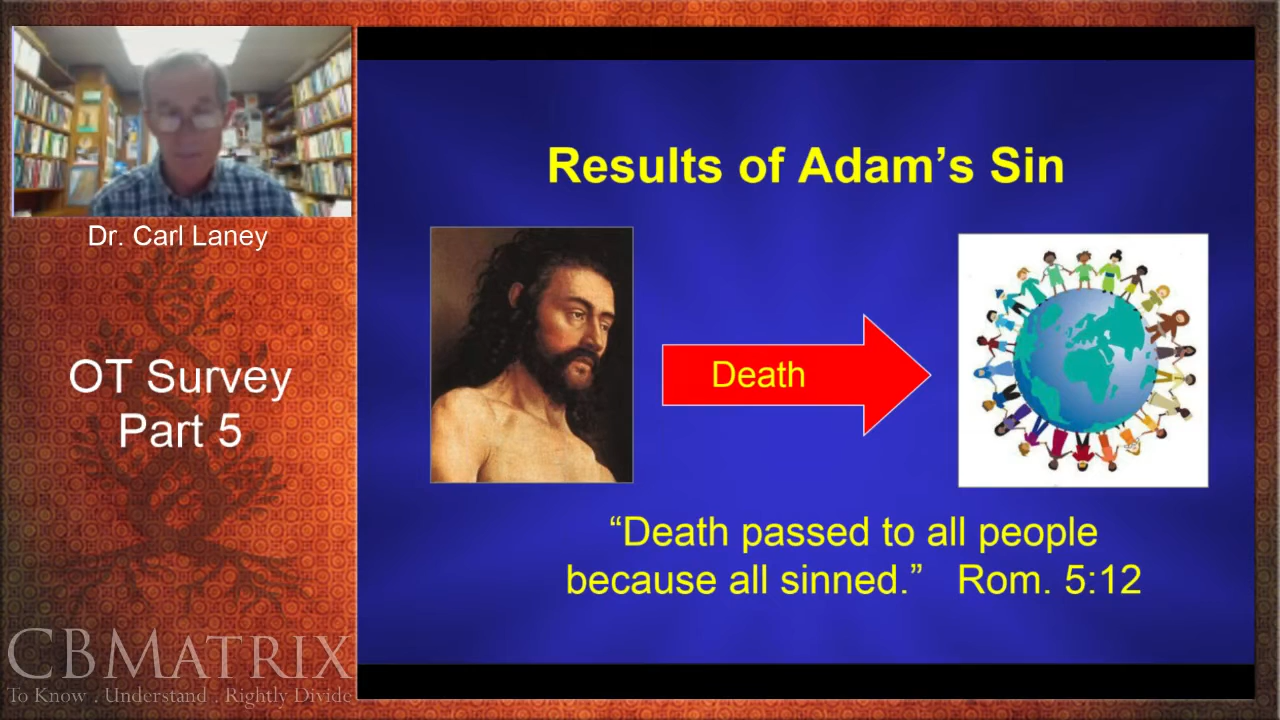 Dr. Carl Laney
OT Survey
Part 5
CBMATRIX
To Know . Understand . Rightly Divide
Results of Adam’s Sin
Death
“Death passed to all people
because all sinned.” Rom. 5:12